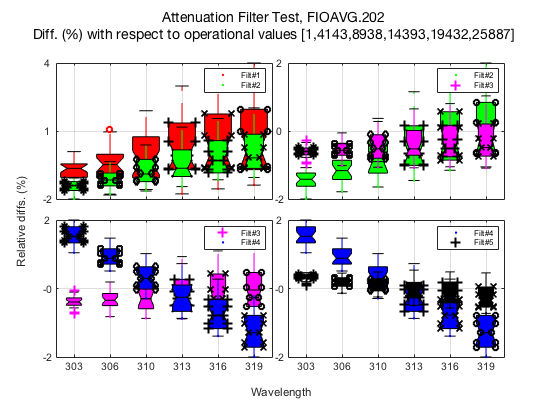 Attenuation Filter Test, FIOAVG.202
Diff. (%) with respect to operational values [1,4143,8938,14393,19432,25887]
Relative diffs. (%)
4
1
-2
Filt#1
Filt#2
2
0
-2
Filt#2
Filt#3
2
-0
-2
Filt#3
Filt#4
303 306 310 313 316 319
2
-0
-2
Filt#4
Filt#5
303 306 310 313 316 319
Wavelength